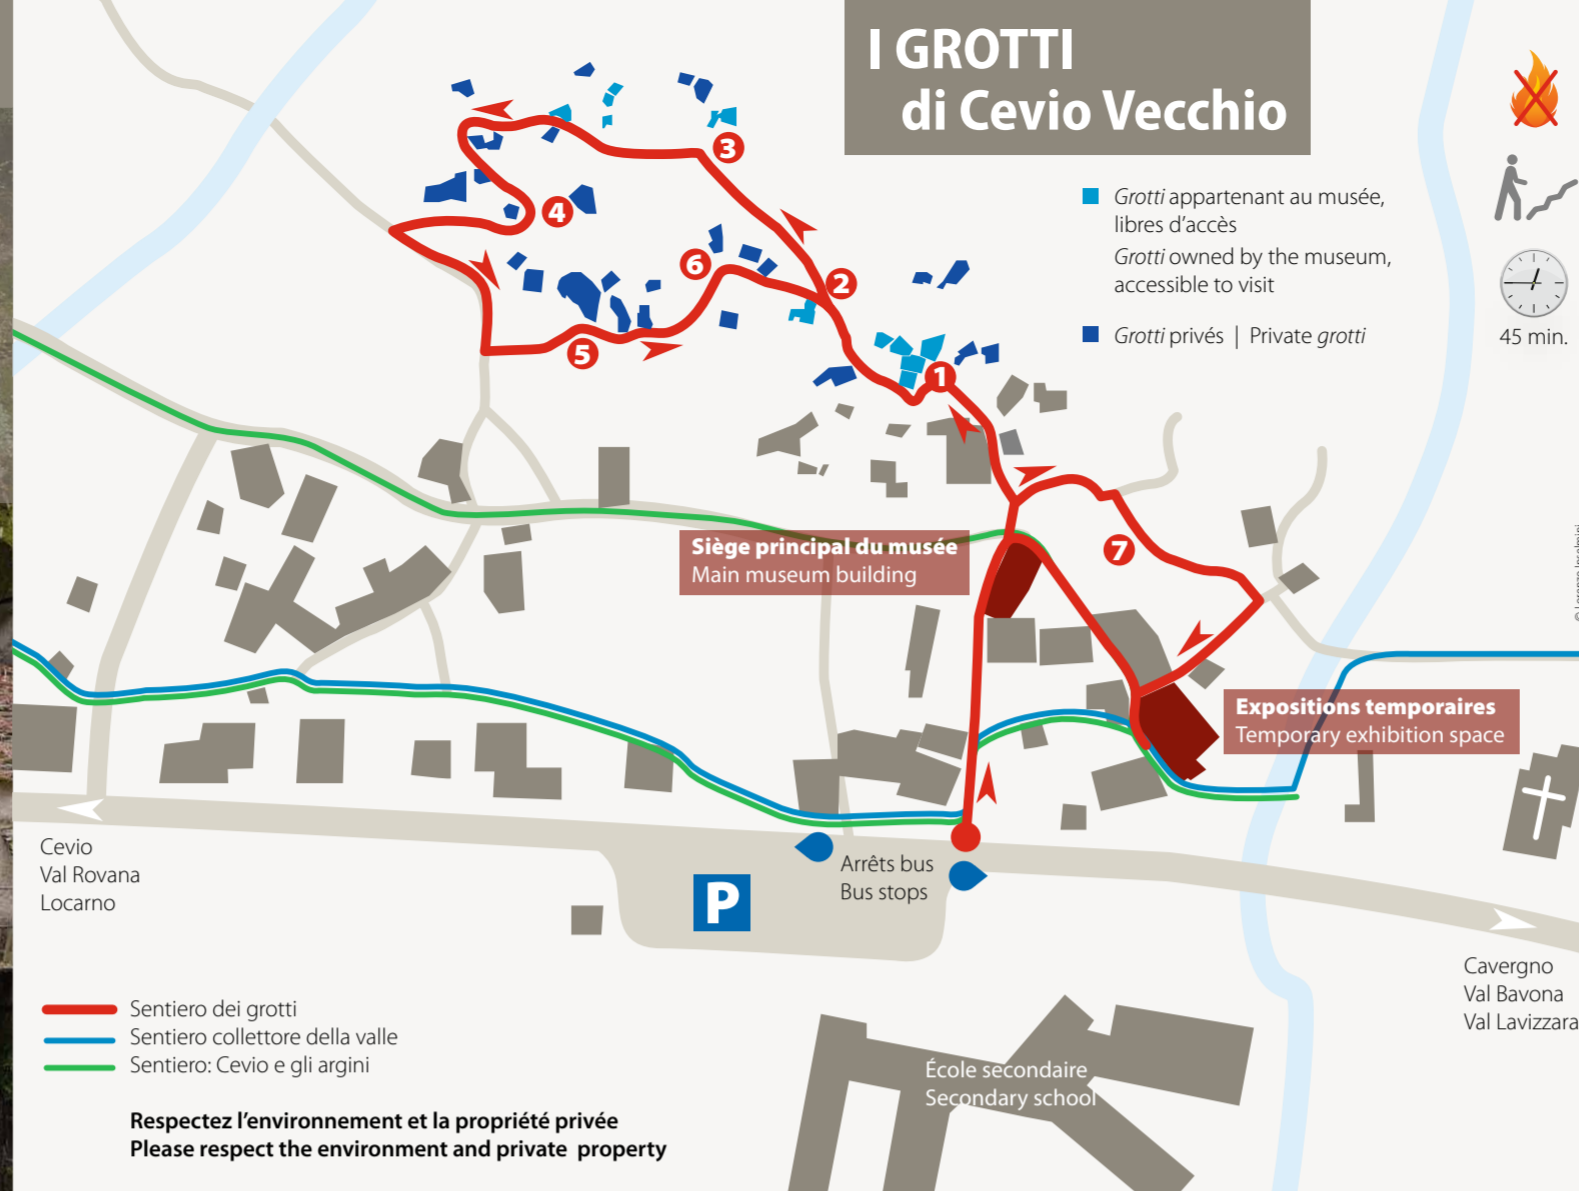 I GROTTI
di Cevio Vecchio
Grotti appartenant au musée,
libres d'accès
Grotti owned by the museum,
accessible to visit
Grotti privés | Private grotti
45 min.
3
4
6
2
5
1
7
Siège principal du musée
Main museum building
Expositions temporaires
Temporary exhibition space
Cevio
Val Rovana
Locarno
P
Arrêts bus
Bus stops
Cavergno
Val Bavona
Val Lavizzara
Sentiero dei grotti
Sentiero collettore della valle
Sentiero: Cevio e gli argini
École secondaire
Secondary school
Respectez l'environnement et la propriété privée
Please respect the environment and private property